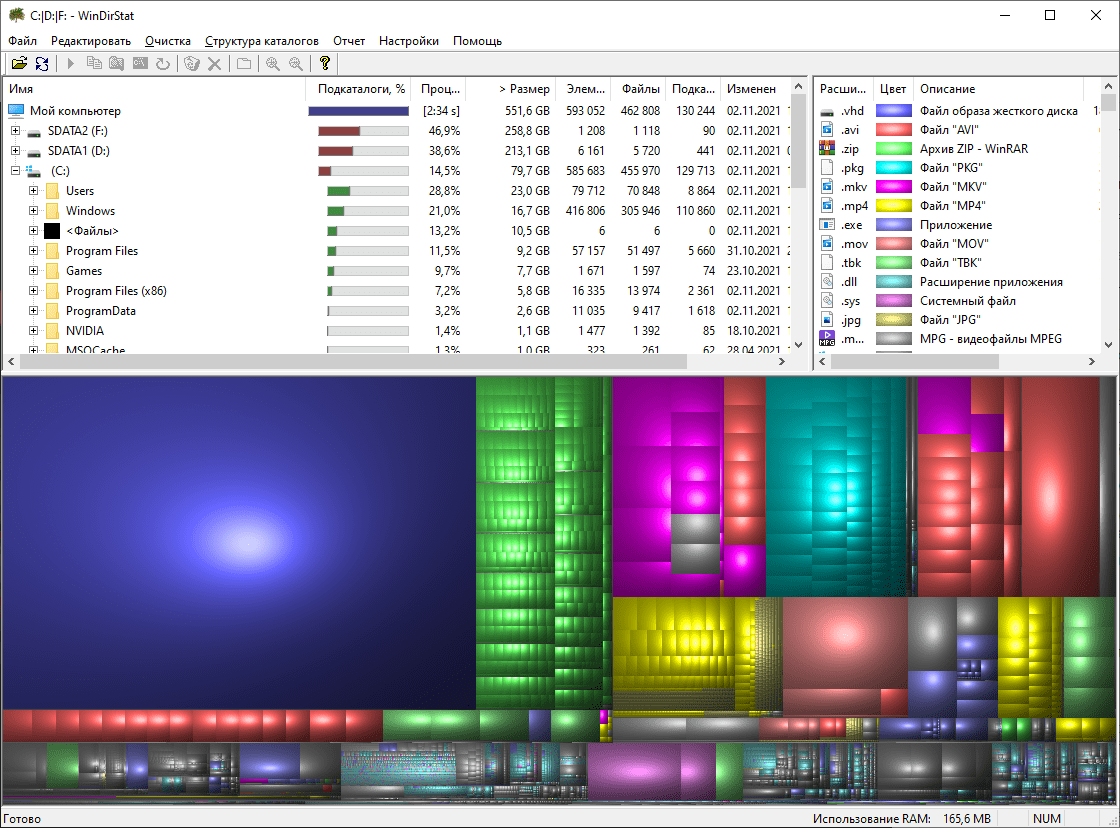 C:|D:|F: - WinDirStat
Файл Редактировать Очистка Структура каталогов Отчет Настройки Помощь
Имя Подкаталоги, % Проц... > Размер Элем... Файлы Подка... Изменен
Мой компьютер [2:34 s] 551,6 GB 593 052 462 808 130 244 02.11.2021
SDATA2 (F:) 46,9% 258,8 GB 1 208 1 118 90 02.11.2021
SDATA1 (D:) 38,6% 213,1 GB 6 161 5 720 441 02.11.2021
(C:) 14,5% 79,7 GB 585 683 455 970 129 713 02.11.2021
Users 28,8% 23,0 GB 79 712 70 848 8 864 02.11.2021
Windows 21,0% 16,7 GB 416 806 305 946 110 860 02.11.2021
<Файлы> 13,2% 10,5 GB 6 6 0 02.11.2021
Program Files 11,5% 9,2 GB 57 157 51 497 5 660 31.10.2021
Games 9,7% 7,7 GB 1 671 1 597 74 23.10.2021
Program Files (x86) 7,2% 5,8 GB 16 335 13 974 2 361 02.11.2021
ProgramData 3,2% 2,6 GB 11 035 9 417 1 618 02.11.2021
NVIDIA 1,4% 1,1 GB 1 477 1 392 85 18.10.2021
MSOCache 1,3% 1,0 GB 323 261 62 28.04.2021
Расши... Цвет Описание
.vhd Файл образа жесткого диска
.avi Файл "AVI"
.zip Архив ZIP - WinRAR
.pkg Файл "PKG"
.mkv Файл "MKV"
.mp4 Файл "MP4"
.exe Приложение
.mov Файл "MOV"
.tbk Файл "TBK"
.dll Расширение приложения
.sys Системный файл
.jpg Файл "JPG"
.m... MPG - видеофайлы MPEG
Готово Использование RAM: 165,6 MB NUM